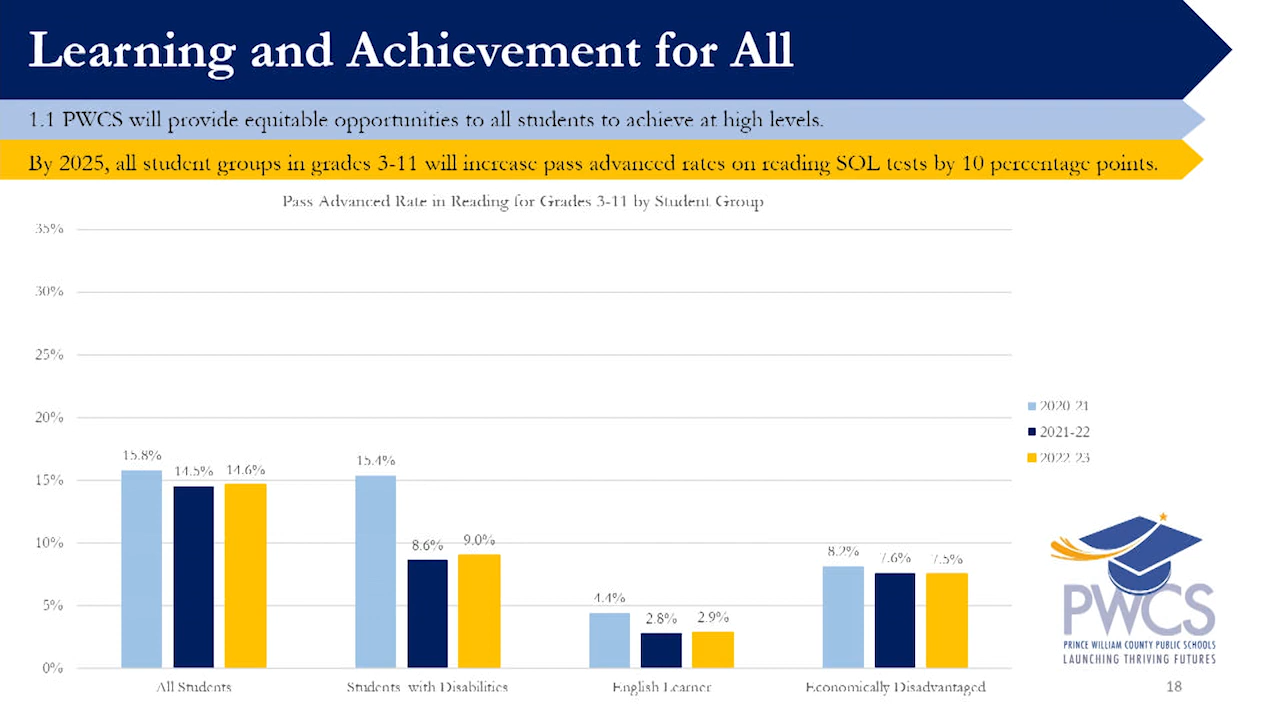 Learning and Achievement for All
1.1 PWCS will provide equitable opportunities to all students to achieve at high levels.
By 2025, all student groups in grades 3-11 will increase pass advanced rates on reading SOL tests by 10 percentage points.
Pass Advanced Rate in Reading for Grades 3-11 by Student Group
35%
30%
25%
20%
15%
10%
5%
0%
15.8%
14.5%
14.6%
15.4%
8.6%
9.0%
4.4%
2.8%
2.9%
8.2%
7.6%
7.5%
All Students
Students with Disabilities
English Learner
Economically Disadvantaged
2020-21
2021-22
2022-23
PWCS
PRINCE WILLIAM COUNTY PUBLIC SCHOOLS
LAUNCHING THRIVING FUTURES
18